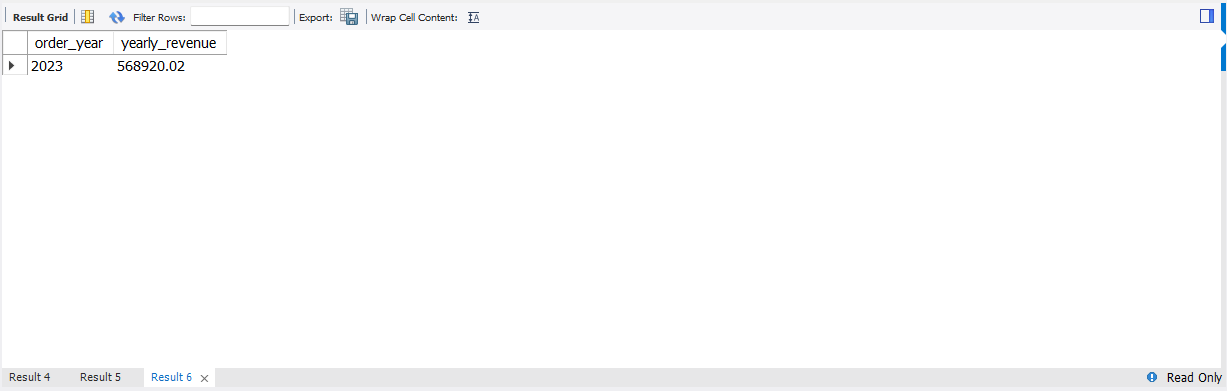 Result Grid Filter Rows: Export: Wrap Cell Content:
order_year yearly_revenue
2023 568920.02
Result 4 Result 5 Result 6 Read Only